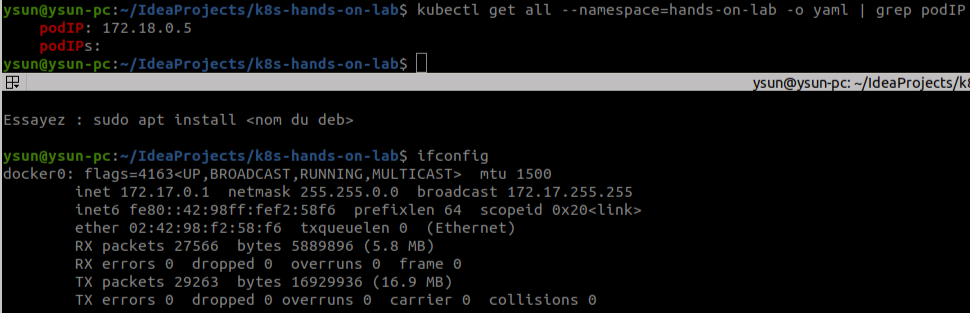 ysun@ysun-pc:~/IdeaProjects/k8s-hands-on-lab$ kubectl get all --namespace=hands-on-lab -o yaml | grep podIP
    podIP: 172.18.0.5
    podIPs:
ysun@ysun-pc:~/IdeaProjects/k8s-hands-on-lab$
ysun@ysun-pc: ~/IdeaProjects/k8
Essayez : sudo apt install <nom du deb>
ysun@ysun-pc:~/IdeaProjects/k8s-hands-on-lab$ ifconfig
docker0: flags=4163<UP,BROADCAST,RUNNING,MULTICAST>  mtu 1500
        inet 172.17.0.1  netmask 255.255.0.0  broadcast 172.17.255.255
        inet6 fe80::42:98ff:fef2:58f6  prefixlen 64  scopeid 0x20<link>
        ether 02:42:98:f2:58:f6  txqueuelen 0  (Ethernet)
        RX packets 27566  bytes 5889896 (5.8 MB)
        RX errors 0  dropped 0  overruns 0  frame 0
        TX packets 29263  bytes 16929936 (16.9 MB)
        TX errors 0  dropped 0 overruns 0  carrier 0  collisions 0